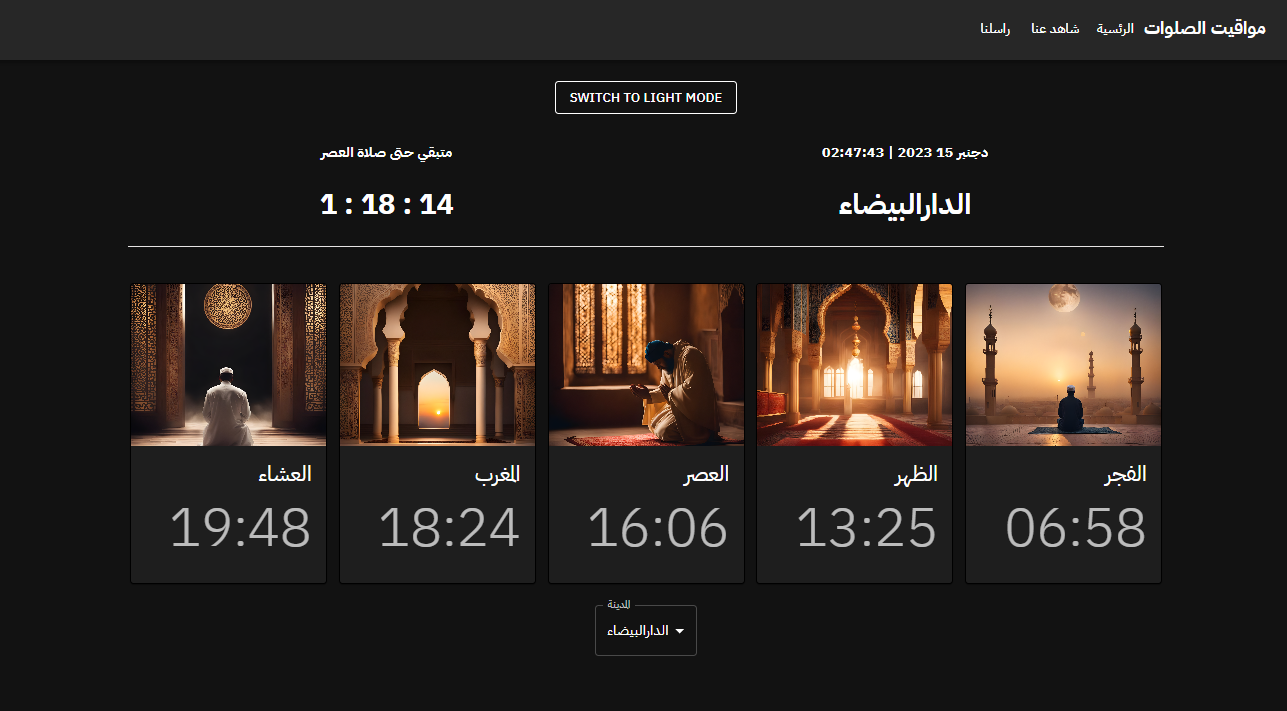 مواقيت الصلوات
الرئسية
شاهد عنا
راسلنا
SWITCH TO LIGHT MODE
دجنبر 15 2023 | 02:47:43
الدارالبيضاء
متبقي حتى صلاة العصر
1 : 18 : 14
الفجر
06:58
الظهر
13:25
العصر
16:06
المغرب
18:24
العشاء
19:48
المدينة
الدارالبيضاء